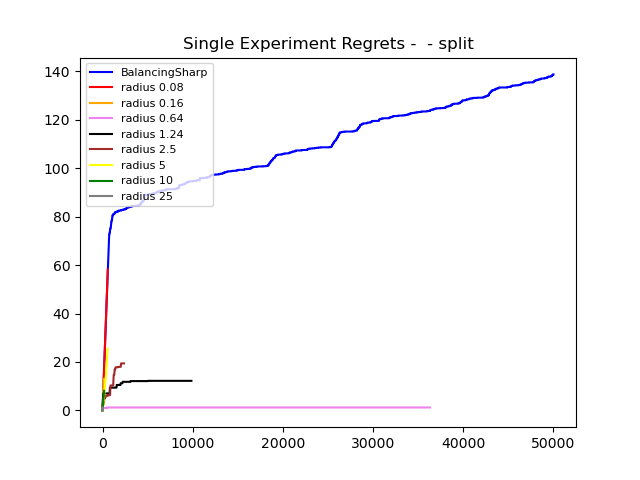 Single Experiment Regrets -  - split
140
120
100
80
60
40
20
0
BalancingSharp
radius 0.08
radius 0.16
radius 0.64
radius 1.24
radius 2.5
radius 5
radius 10
radius 25
0 10000 20000 30000 40000 50000